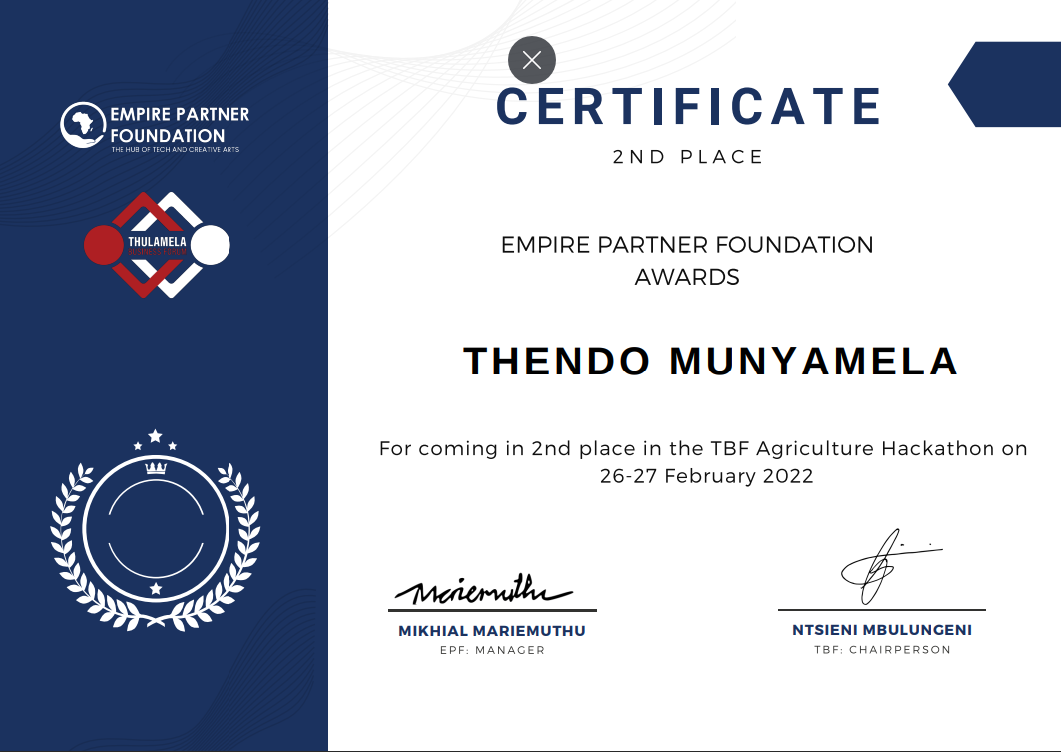 EMPIRE PARTNER
FOUNDATION
THE HUB OF TECH AND CREATIVE ARTS
THULAMELA
BUSINESS FORUM
CERTIFICATE
2ND PLACE
EMPIRE PARTNER FOUNDATION
AWARDS
THENDO MUNYAMELA
For coming in 2nd place in the TBF Agriculture Hackathon on
26-27 February 2022
Mariemuthu
MIKHIAL MARIEMUTHU
EPF: MANAGER
NTSIENI MBULUNGENI
TBF: CHAIRPERSON